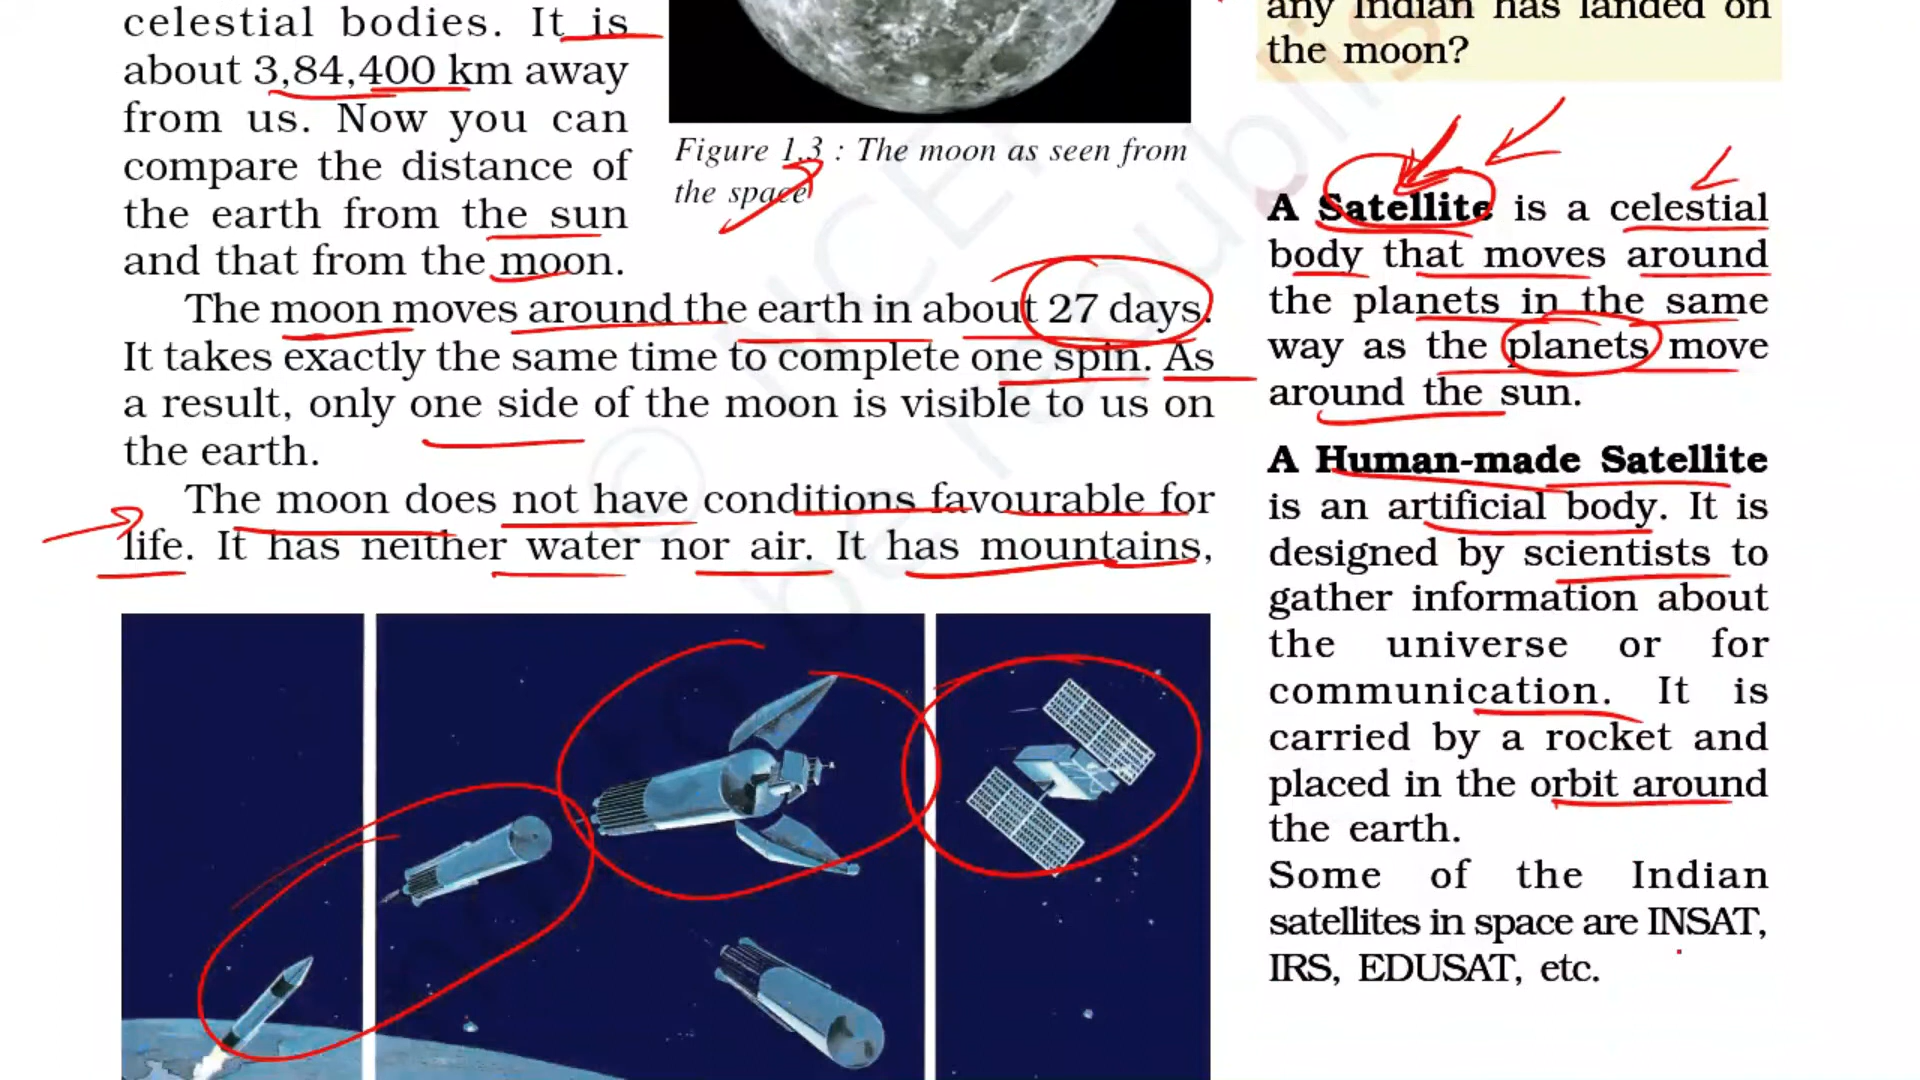 celestial bodies. It is
about 3,84,400 km away
from us. Now you can
compare the distance of
the earth from the sun
and that from the moon.
Figure 1.3 : The moon as seen from
the space
The moon moves around the earth in about 27 days.
It takes exactly the same time to complete one spin. As
a result, only one side of the moon is visible to us on
the earth.
The moon does not have conditions favourable for
life. It has neither water nor air. It has mountains,
any Indian has landed on
the moon?
A Satellite is a celestial
body that moves around
the planets in the same
way as the planets move
around the sun.
A Human-made Satellite
is an artificial body. It is
designed by scientists to
gather information about
the universe or for
communication. It is
carried by a rocket and
placed in the orbit around
the earth.
Some of the Indian
satellites in space are INSAT,
IRS, EDUSAT, etc.